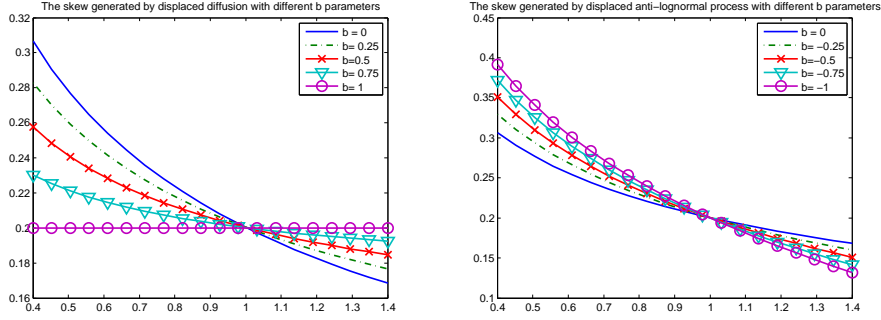 The skew generated by displaced diffusion with different b parameters
0.32
0.3
0.28
0.26
0.24
0.22
0.2
0.18
0.16
0.4 0.5 0.6 0.7 0.8 0.9 1 1.1 1.2 1.3 1.4
b = 0
b= 0.25
b=0.5
b= 0.75
b= 1
The skew generated by displaced anti-lognormal process with different b parameters
0.45
0.4
0.35
0.3
0.25
0.2
0.15
0.1
0.4 0.5 0.6 0.7 0.8 0.9 1 1.1 1.2 1.3 1.4
b = 0
b= -0.25
b=-0.5
b= -0.75
b= -1